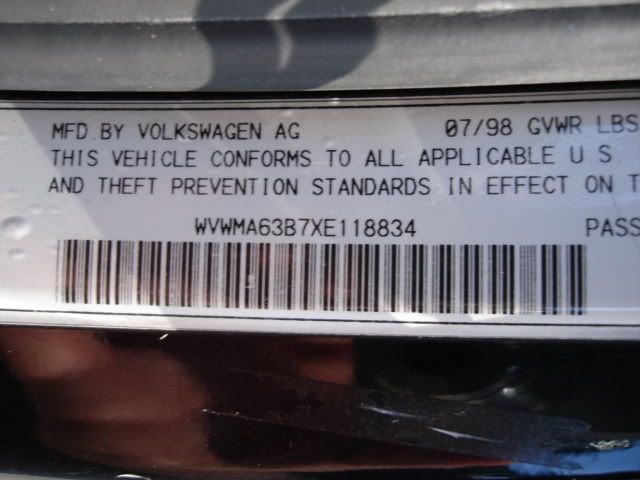 MFD.BY VOLKSWAGEN AG 07/98 GVWR LBS
THIS VEHICLE CONFORMS TO ALL APPLICABLE U.S.
AND THEFT PREVENTION STANDARDS IN EFFECT ON T
WVWMA63B7XE118834 PASS